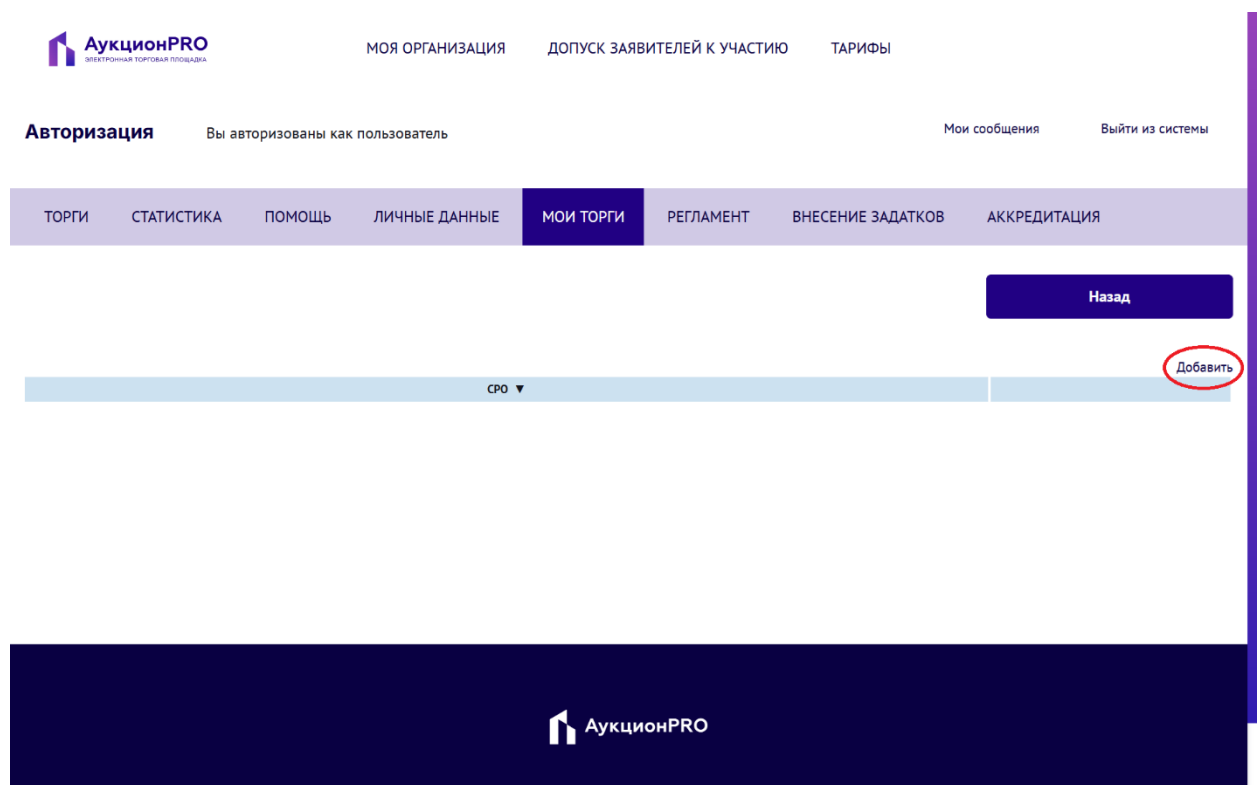 АукционPRO
ЭЛЕКТРОННАЯ ТОРГОВАЯ ПЛОЩАДКА
МОЯ ОРГАНИЗАЦИЯ ДОПУСК ЗАЯВИТЕЛЕЙ К УЧАСТИЮ ТАРИФЫ
Авторизация Вы авторизованы как пользователь Мои сообщения Выйти из системы
ТОРГИ СТАТИСТИКА ПОМОЩЬ ЛИЧНЫЕ ДАННЫЕ МОИ ТОРГИ РЕГЛАМЕНТ ВНЕСЕНИЕ ЗАДАТКОВ АККРЕДИТАЦИЯ
Назад
Добавить
СРО ▼
АукционPRO